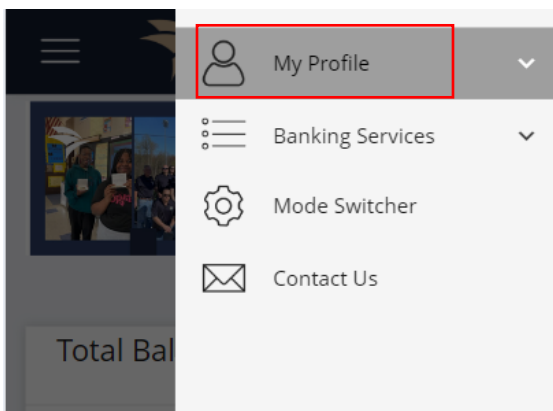 My Profile
Banking Services
Mode Switcher
Contact Us
Total Bal